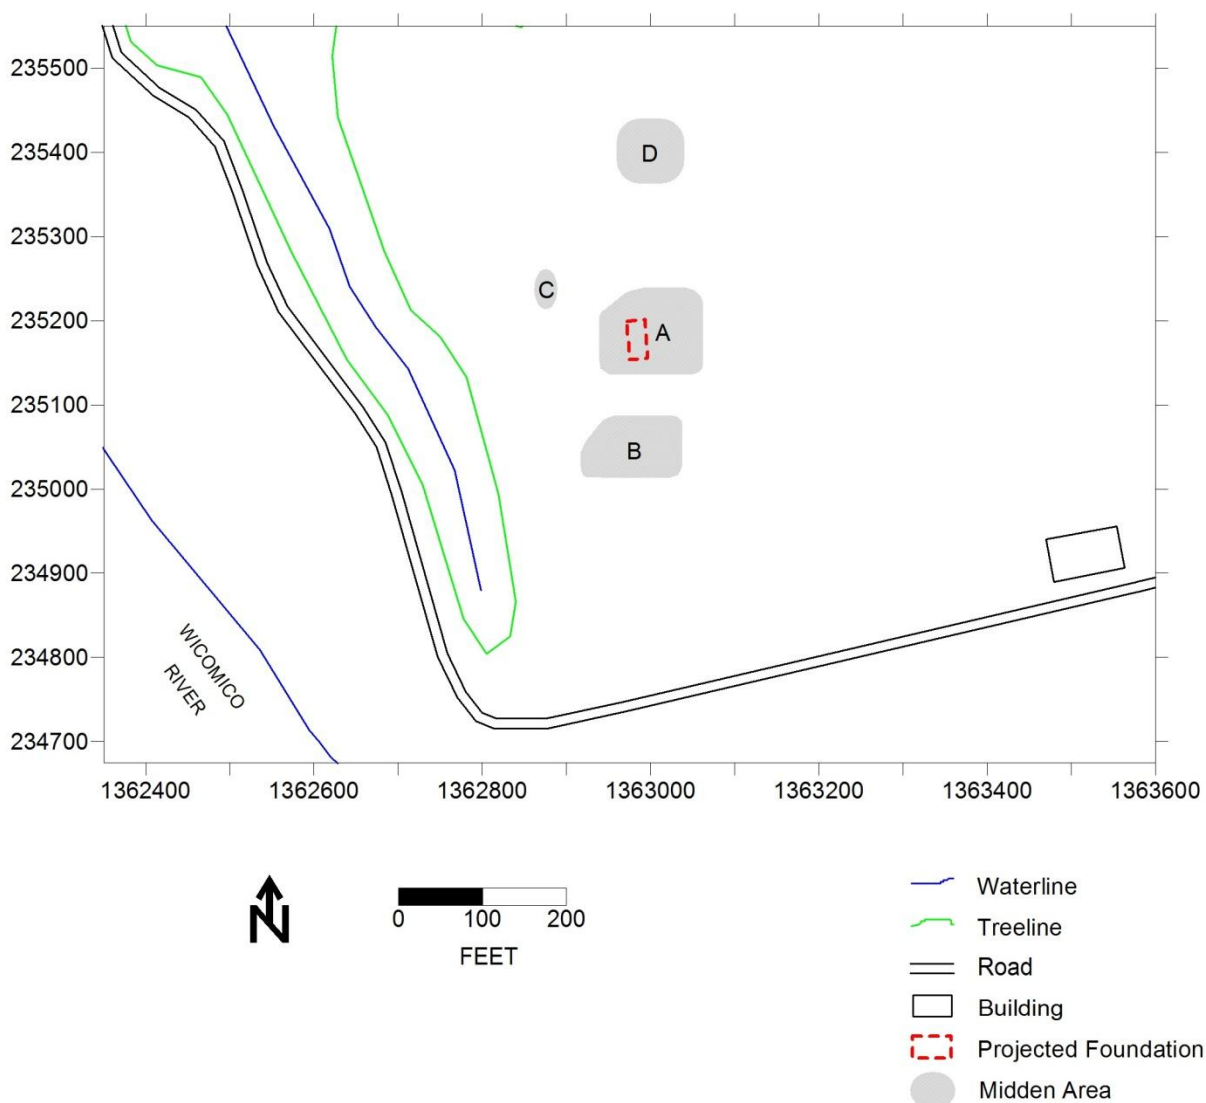 235500
235400
D
235300
C
235200
A
235100
B
235000
234900
234800
WICOMICO
RIVER
234700
1362400 1362600 1362800 1363000 1363200 1363400 1363600
N
0 100 200
FEET
Waterline
Treeline
Road
Building
Projected Foundation
Midden Area